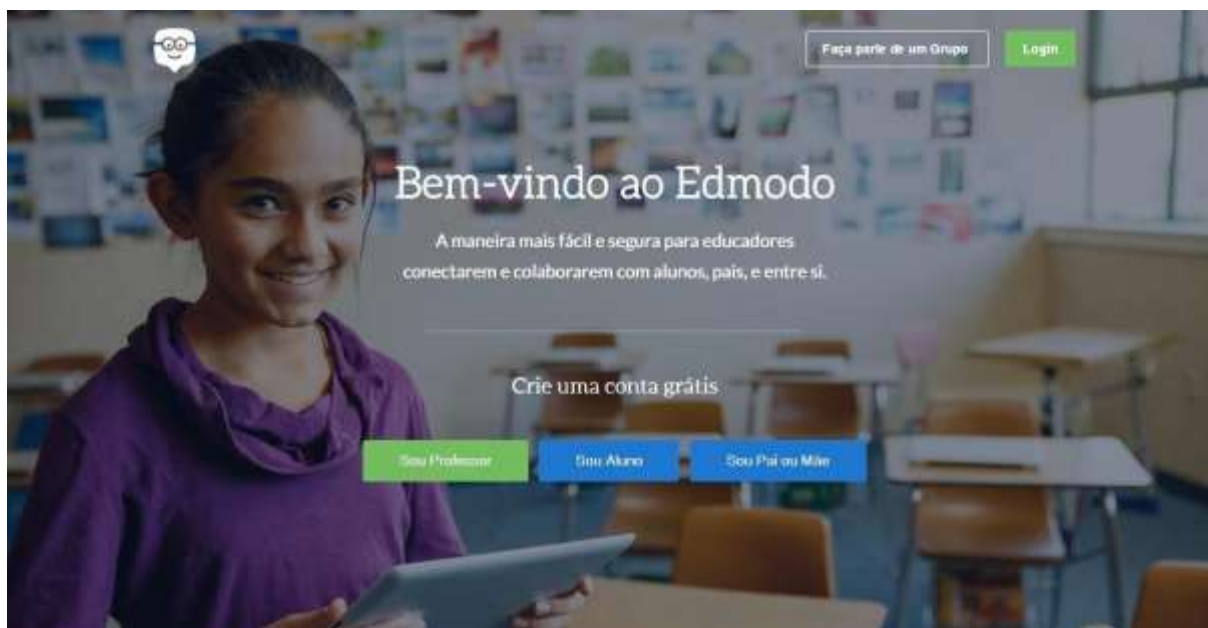 Faça parte de um Grupo
Login
Bem-vindo ao Edmodo
A maneira mais fácil e segura para educadores
conectarem e colaborarem com alunos, pais, e entre si.
Crie uma conta grátis
Sou Professor
Sou Aluno
Sou Pai ou Mãe